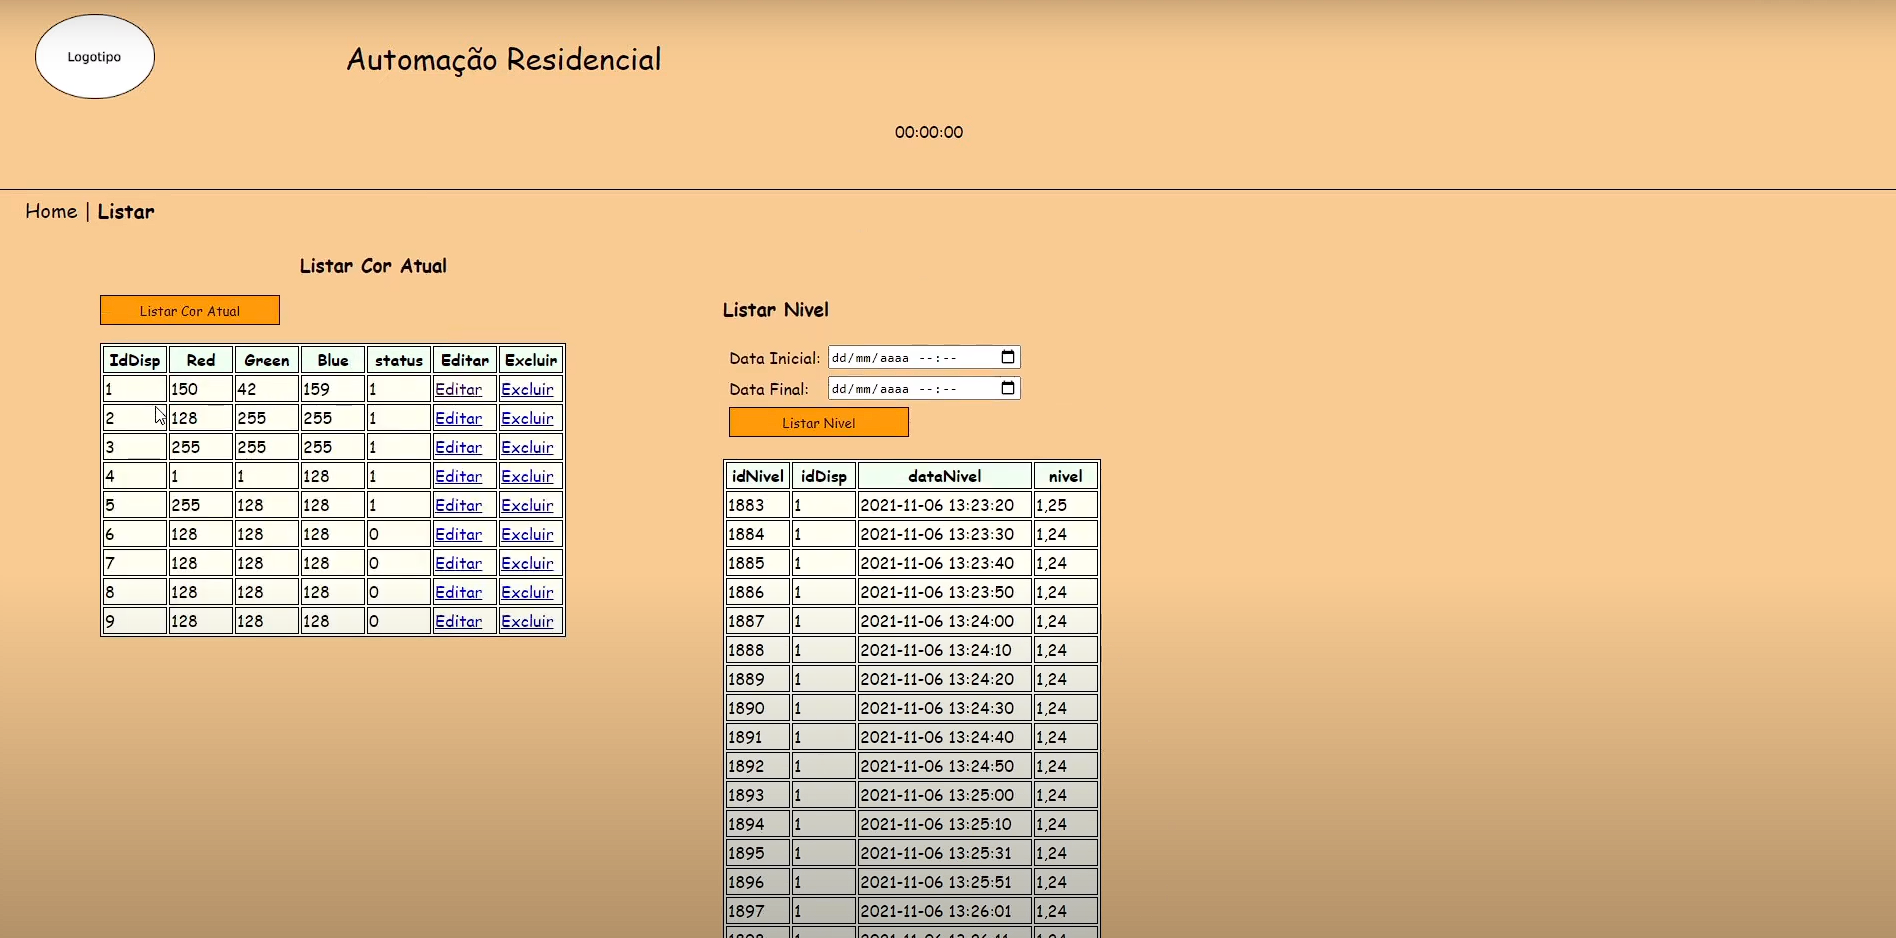 Logotipo
Automação Residencial
00:00:00
Home | Listar
Listar Cor Atual
Listar Cor Atual
IdDisp Red Green Blue status Editar Excluir
1 150 42 159 1 Editar Excluir
2 128 255 255 1 Editar Excluir
3 255 255 255 1 Editar Excluir
4 1 1 128 1 Editar Excluir
5 255 128 128 1 Editar Excluir
6 128 128 128 0 Editar Excluir
7 128 128 128 0 Editar Excluir
8 128 128 128 0 Editar Excluir
9 128 128 128 0 Editar Excluir
Listar Nivel
Data Inicial: dd/mm/aaaa --:--
Data Final: dd/mm/aaaa --:--
Listar Nivel
idNivel idDisp dataNivel nivel
1883 1 2021-11-06 13:23:20 1,25
1884 1 2021-11-06 13:23:30 1,24
1885 1 2021-11-06 13:23:40 1,24
1886 1 2021-11-06 13:23:50 1,24
1887 1 2021-11-06 13:24:00 1,24
1888 1 2021-11-06 13:24:10 1,24
1889 1 2021-11-06 13:24:20 1,24
1890 1 2021-11-06 13:24:30 1,24
1891 1 2021-11-06 13:24:40 1,24
1892 1 2021-11-06 13:24:50 1,24
1893 1 2021-11-06 13:25:00 1,24
1894 1 2021-11-06 13:25:10 1,24
1895 1 2021-11-06 13:25:31 1,24
1896 1 2021-11-06 13:25:51 1,24
1897 1 2021-11-06 13:26:01 1,24